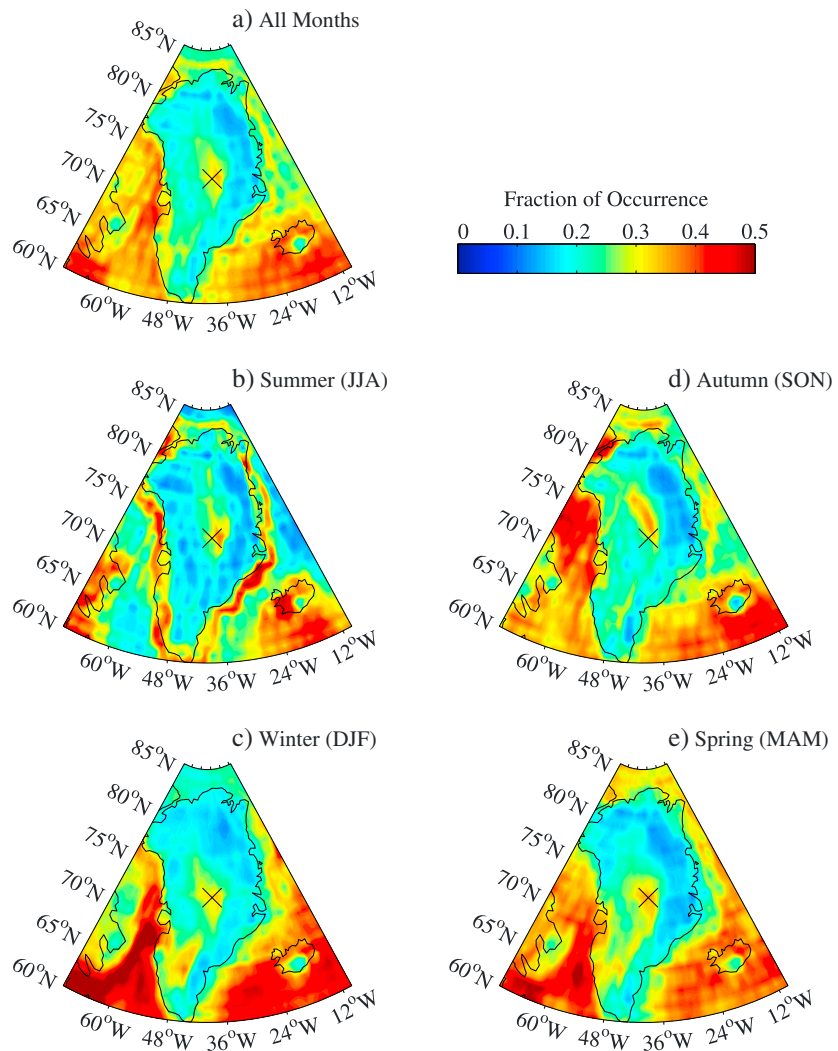 a) All Months
85°N
80°N
75°N
70°N
65°N
60°N
60°W
48°W
36°W
24°W
12°W
Fraction of Occurrence
0 0.1 0.2 0.3 0.4 0.5
b) Summer (JJA)
85°N
80°N
75°N
70°N
65°N
60°N
60°W
48°W
36°W
24°W
12°W
d) Autumn (SON)
85°N
80°N
75°N
70°N
65°N
60°N
60°W
48°W
36°W
24°W
12°W
c) Winter (DJF)
85°N
80°N
75°N
70°N
65°N
60°N
60°W
48°W
36°W
24°W
12°W
e) Spring (MAM)
85°N
80°N
75°N
70°N
65°N
60°N
60°W
48°W
36°W
24°W
12°W